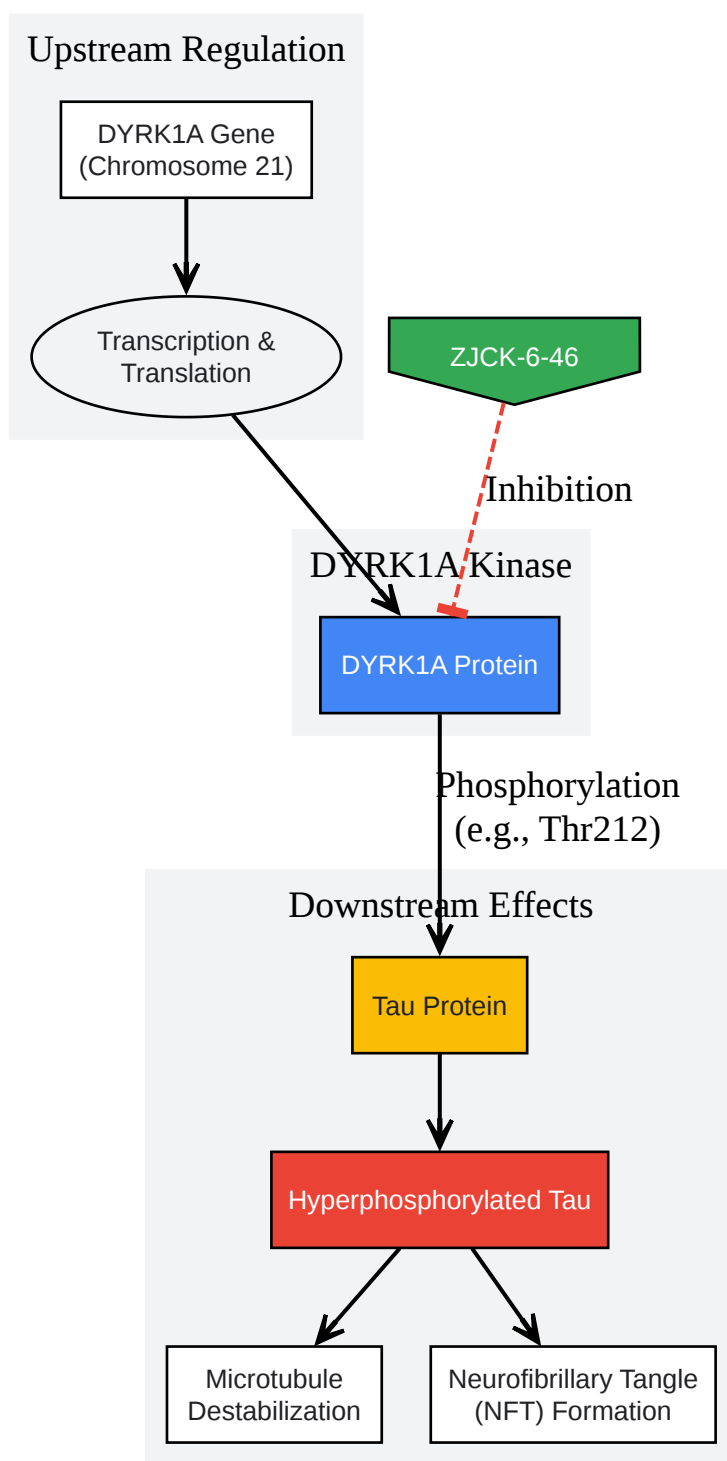 Upstream Regulation
DYRK1A Gene
(Chromosome 21)
Transcription &
Translation
ZJCK-6-46
Inhibition
DYRK1A Kinase
DYRK1A Protein
Phosphorylation
(e.g., Thr212)
Downstream Effects
Tau Protein
Hyperphosphorylated Tau
Microtubule
Destabilization
Neurofibrillary Tangle
(NFT) Formation